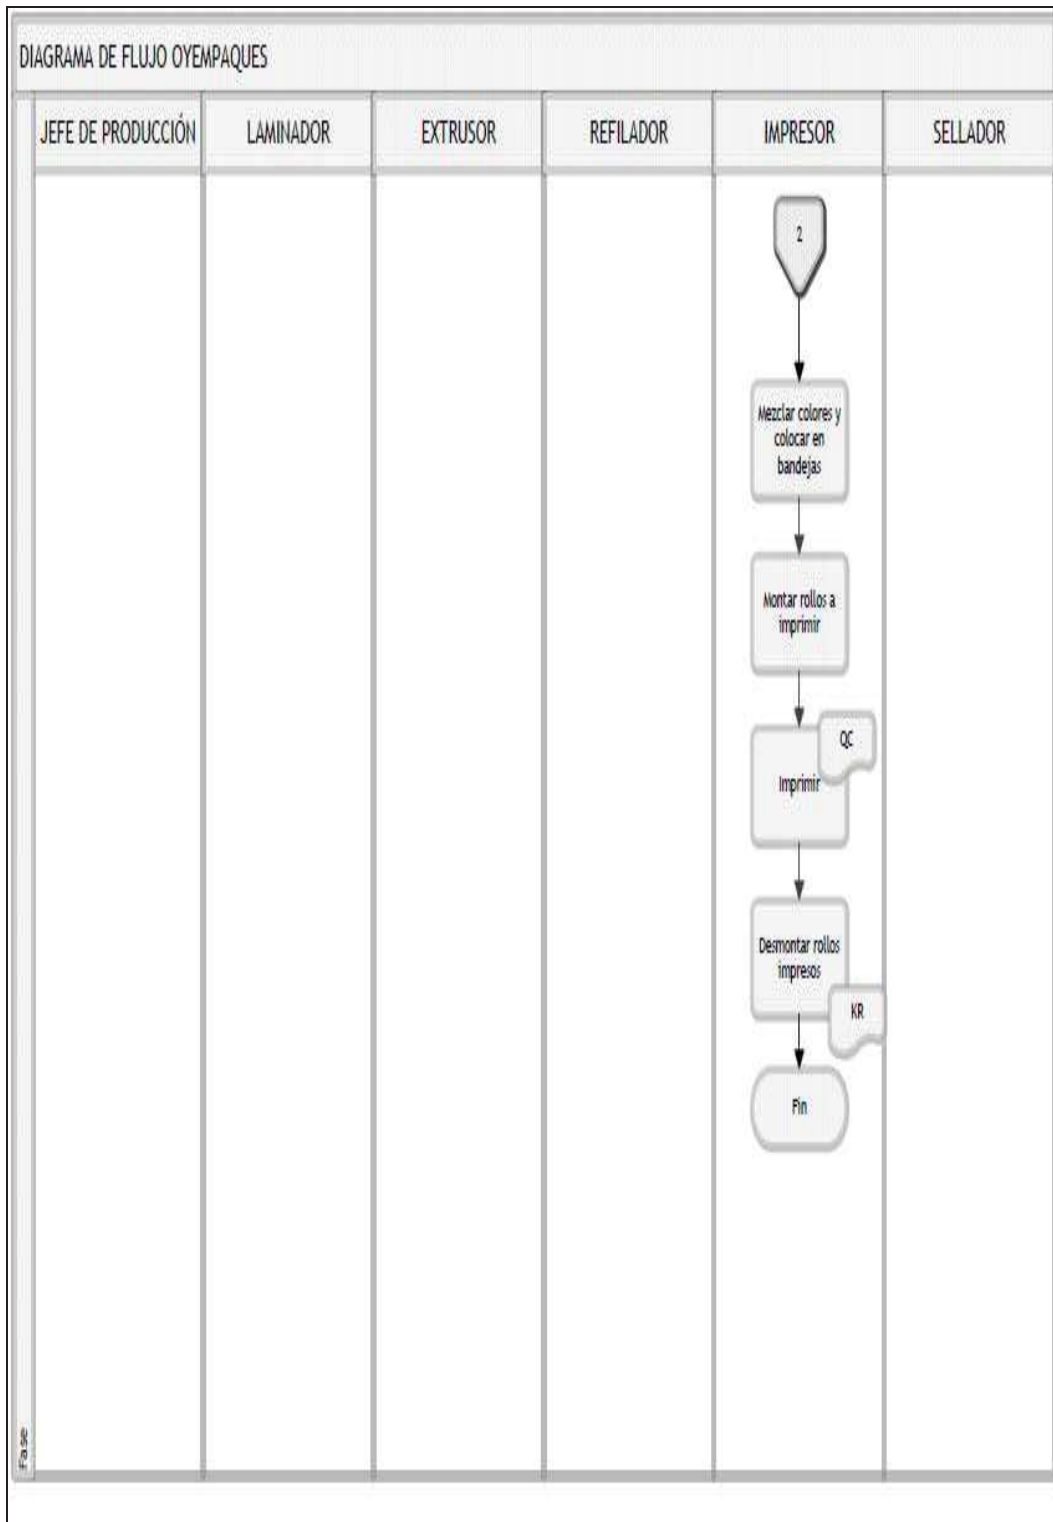 DIAGRAMA DE FLUJO OYEMPAQUES
JEFE DE PRODUCCIÓN
LAMINADOR
EXTRUSOR
REFILADOR
IMPRESOR
SELLADOR
2
Mezclar colores y
colocar en
bandejas
Montar rollos a
imprimir
QC
Imprimir
Desmontar rollos
impresos
KR
Fin
Fase